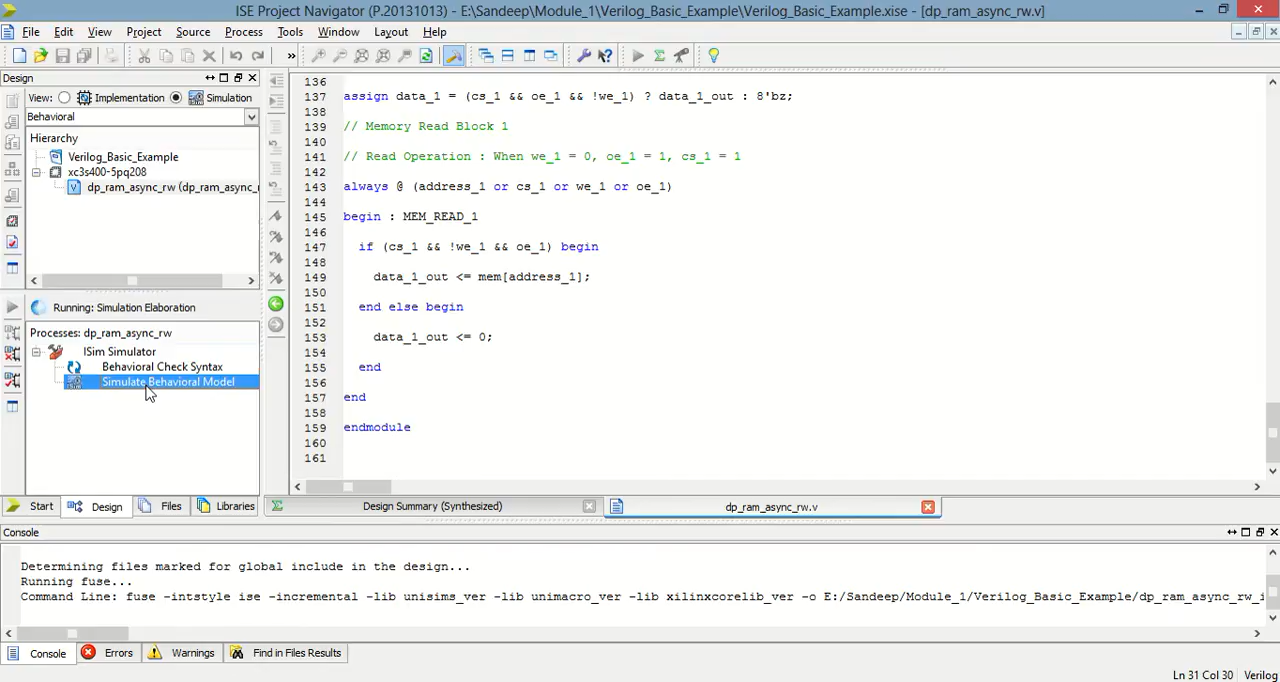 ISE Project Navigator (P.20131013) - E:\Sandeep\Module_1\Verilog_Basic_Example\Verilog_Basic_Example.xise - [dp_ram_async_rw.v]
File Edit View Project Source Process Tools Window Layout Help
Design
View: Implementation Simulation
Behavioral
Hierarchy
Verilog_Basic_Example
xc3s400-5pq208
dp_ram_async_rw (dp_ram_async_r
Running: Simulation Elaboration
Processes: dp_ram_async_rw
ISim Simulator
Behavioral Check Syntax
Simulate Behavioral Model
Start Design Files Libraries
136
137 assign data_1 = (cs_1 && oe_1 && !we_1) ? data_1_out : 8'bz;
138
139 // Memory Read Block 1
140
141 // Read Operation : When we_1 = 0, oe_1 = 1, cs_1 = 1
142
143 always @ (address_1 or cs_1 or we_1 or oe_1)
144
145 begin : MEM_READ_1
146
147 if (cs_1 && !we_1 && oe_1) begin
148
149 data_1_out <= mem[address_1];
150
151 end else begin
152
153 data_1_out <= 0;
154
155 end
156
157 end
158
159 endmodule
160
161
Design Summary (Synthesized) dp_ram_async_rw.v
Console
Determining files marked for global include in the design...
Running fuse...
Command Line: fuse -intstyle ise -incremental -lib unisims_ver -lib unimacro_ver -lib xilinxcorelib_ver -o E:/Sandeep/Module_1/Verilog_Basic_Example/dp_ram_async_rw_i
Console Errors Warnings Find in Files Results
Ln 31 Col 30 Verilog